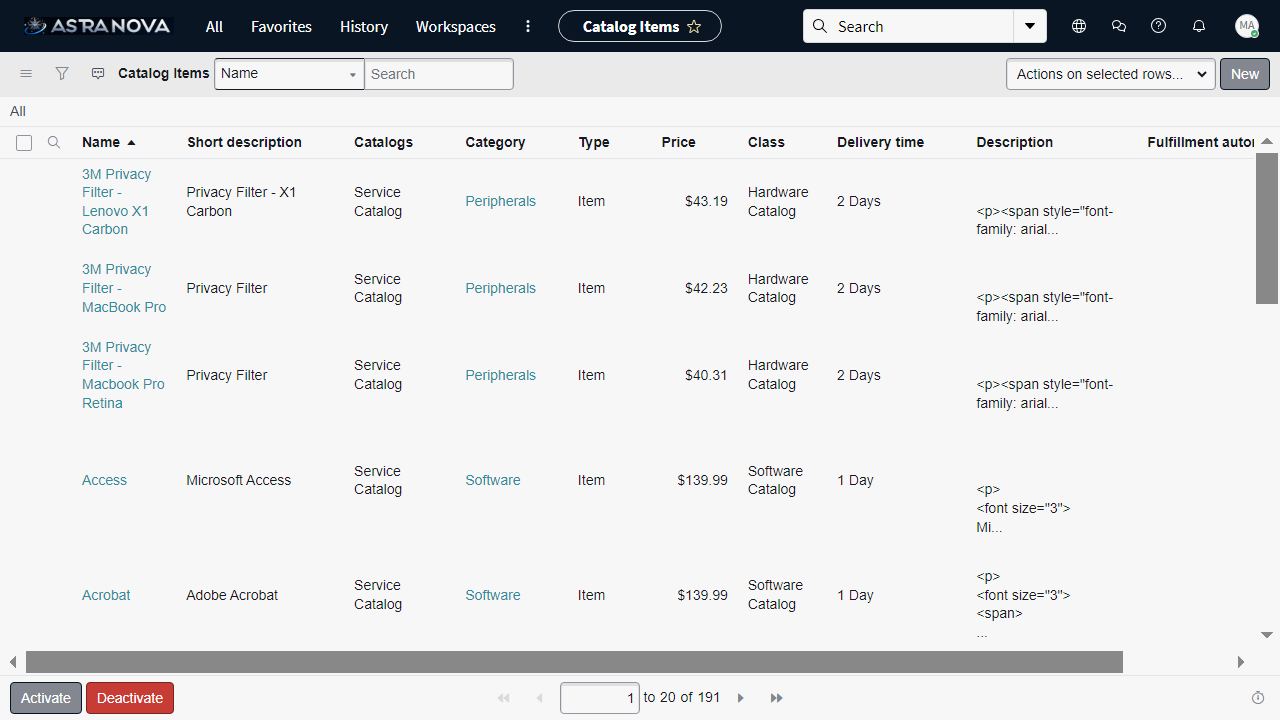 ASTRA NOVA All Favorites History Workspaces Catalog Items Search MA
Catalog Items Name Search Actions on selected rows... New
All
Name Short description Catalogs Category Type Price Class Delivery time Description Fulfillment autor
3M Privacy Filter - Lenovo X1 Carbon Privacy Filter - X1 Carbon Service Catalog Peripherals Item $43.19 Hardware Catalog 2 Days <p><span style="font-family: arial...
3M Privacy Filter - MacBook Pro Privacy Filter Service Catalog Peripherals Item $42.23 Hardware Catalog 2 Days <p><span style="font-family: arial...
3M Privacy Filter - Macbook Pro Retina Privacy Filter Service Catalog Peripherals Item $40.31 Hardware Catalog 2 Days <p><span style="font-family: arial...
Access Microsoft Access Service Catalog Software Item $139.99 Software Catalog 1 Day <p> <font size="3"> Mi...
Acrobat Adobe Acrobat Service Catalog Software Item $139.99 Software Catalog 1 Day <p> <font size="3"> <span> ...
Activate Deactivate 1 to 20 of 191